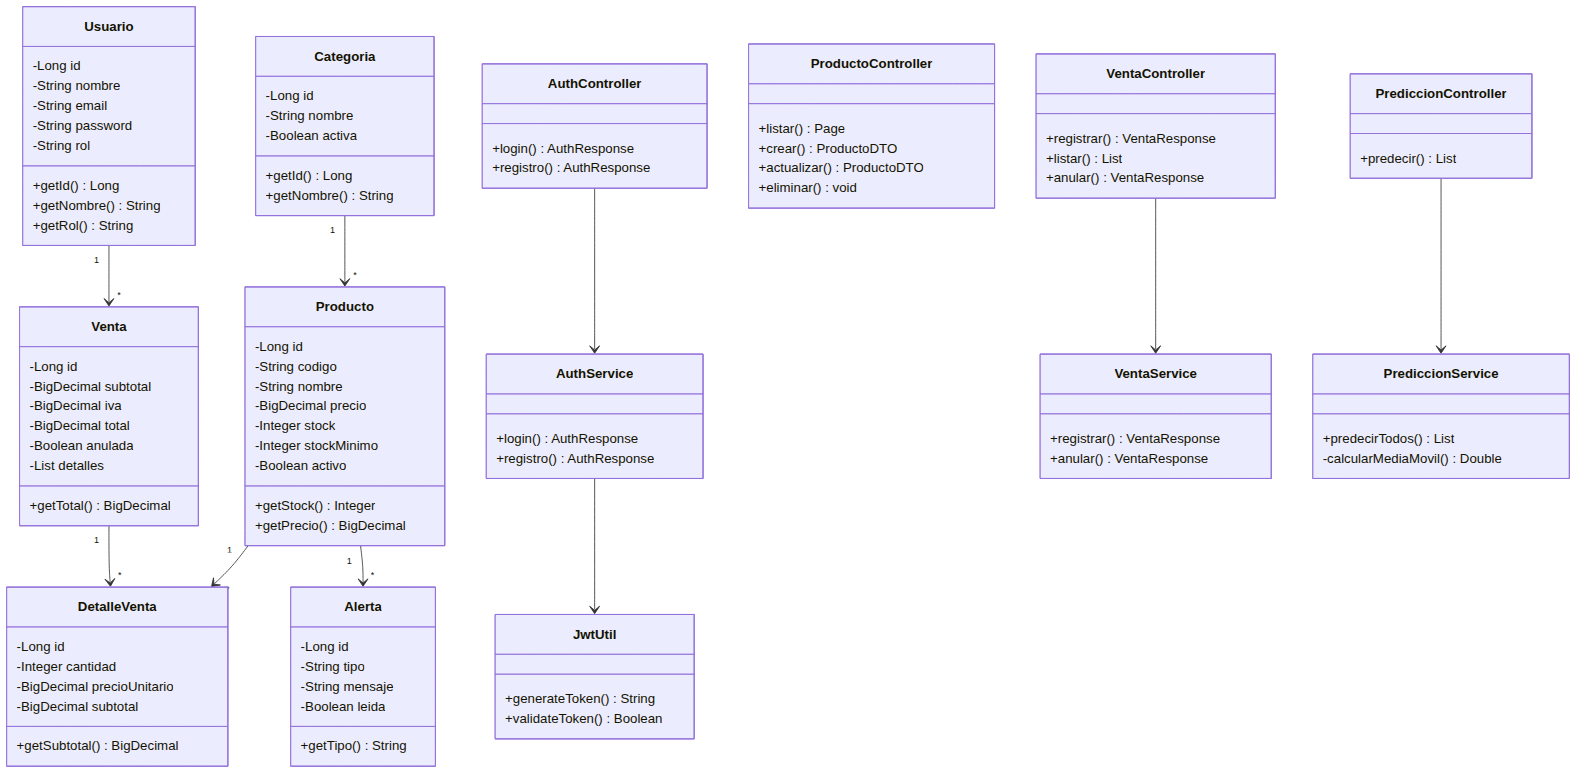 Usuario
-Long id
-String nombre
-String email
-String password
-String rol
+getId() : Long
+getNombre() : String
+getRol() : String
1
*
Categoria
-Long id
-String nombre
-Boolean activa
+getId() : Long
+getNombre() : String
1
*
AuthController
+login() : AuthResponse
+registro() : AuthResponse
ProductoController
+listar() : Page
+crear() : ProductoDTO
+actualizar() : ProductoDTO
+eliminar() : void
VentaController
+registrar() : VentaResponse
+listar() : List
+anular() : VentaResponse
PrediccionController
+predecir() : List
Venta
-Long id
-BigDecimal subtotal
-BigDecimal iva
-BigDecimal total
-Boolean anulada
-List detalles
+getTotal() : BigDecimal
1
*
Producto
-Long id
-String codigo
-String nombre
-BigDecimal precio
-Integer stock
-Integer stockMinimo
-Boolean activo
+getStock() : Integer
+getPrecio() : BigDecimal
1
1
*
AuthService
+login() : AuthResponse
+registro() : AuthResponse
VentaService
+registrar() : VentaResponse
+anular() : VentaResponse
PrediccionService
+predecirTodos() : List
-calcularMediaMovil() : Double
DetalleVenta
-Long id
-Integer cantidad
-BigDecimal precioUnitario
-BigDecimal subtotal
+getSubtotal() : BigDecimal
Alerta
-Long id
-String tipo
-String mensaje
-Boolean leida
+getTipo() : String
JwtUtil
+generateToken() : String
+validateToken() : Boolean